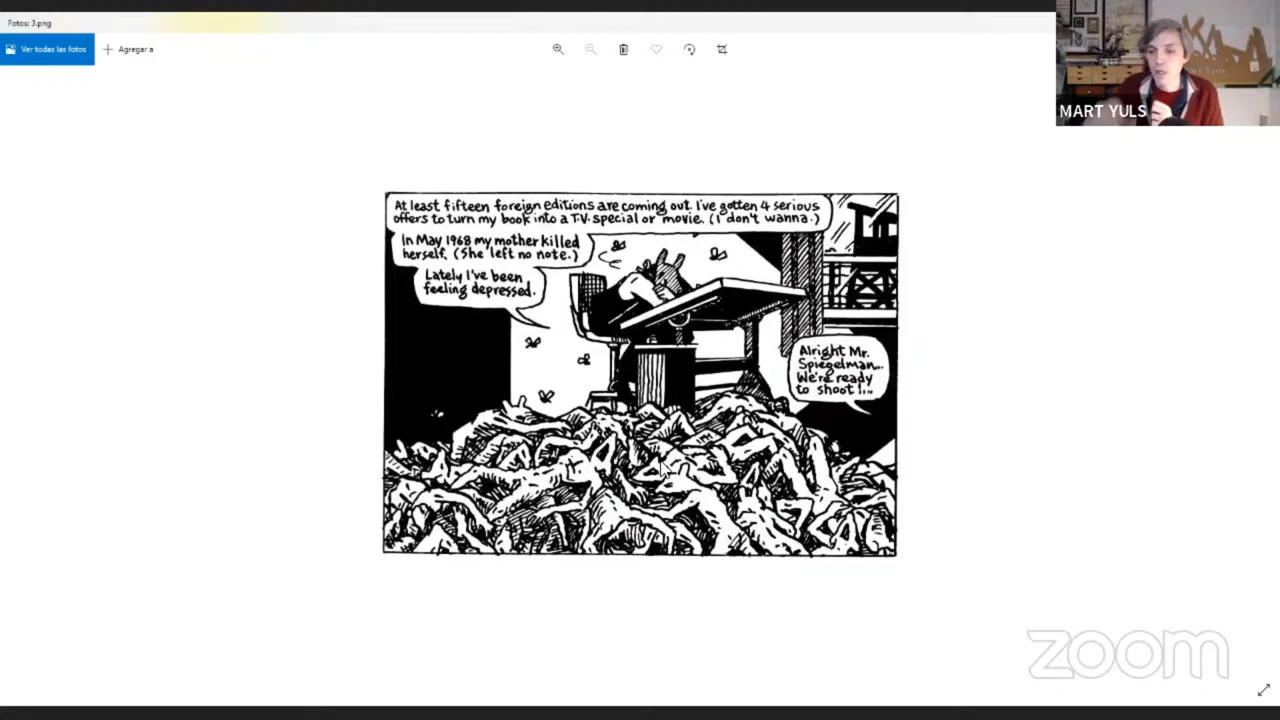 Fotos: 3.png
Ver todas las fotos
Agregar a
MART YULS
At least fifteen foreign editions are coming out. I've gotten 4 serious
offers to turn my book into a T.V. special or movie. (I don't wanna.)
In May 1968 my mother killed
herself. (She left no note.)
Lately I've been
feeling depressed.
Alright Mr.
Spiegelman...
We're ready
to shoot!...
zoom